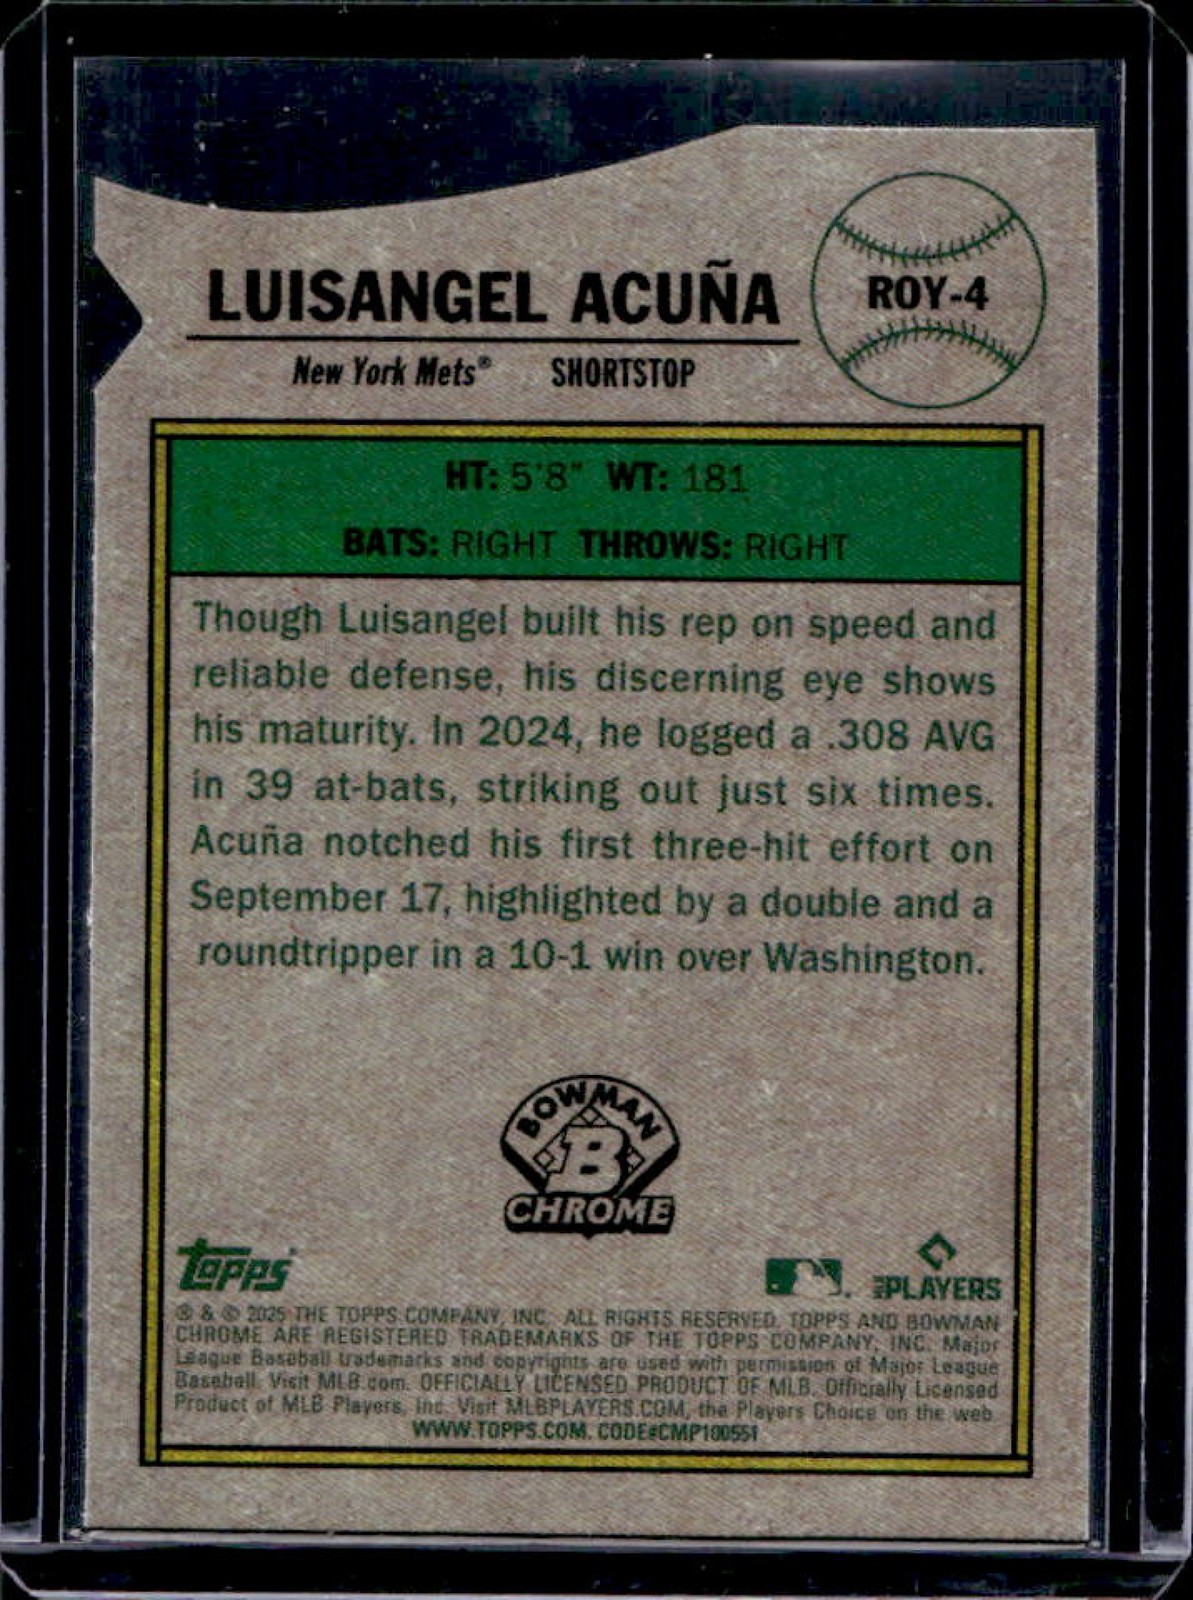 LUISANGEL ACUÑA
ROY-4
New York Mets® SHORTSTOP
HT: 5'8" WT: 181
BATS: RIGHT THROWS: RIGHT
Though Luisangel built his rep on speed and
reliable defense, his discerning eye shows
his maturity. In 2024, he logged a .308 AVG
in 39 at-bats, striking out just six times.
Acuña notched his first three-hit effort on
September 17, highlighted by a double and a
roundtripper in a 10-1 win over Washington.
BOWMAN
B
CHROME
Topps
PLAYERS
® & © 2025 THE TOPPS COMPANY, INC. ALL RIGHTS RESERVED. TOPPS AND BOWMAN
CHROME ARE REGISTERED TRADEMARKS OF THE TOPPS COMPANY, INC. Major
League Baseball trademarks and copyrights are used with permission of Major League
Baseball. Visit MLB.com. OFFICIALLY LICENSED PRODUCT OF MLB. Officially Licensed
Product of MLB Players, Inc. Visit MLBPLAYERS.COM, the Players Choice on the web.
WWW.TOPPS.COM. CODE#CMP100551